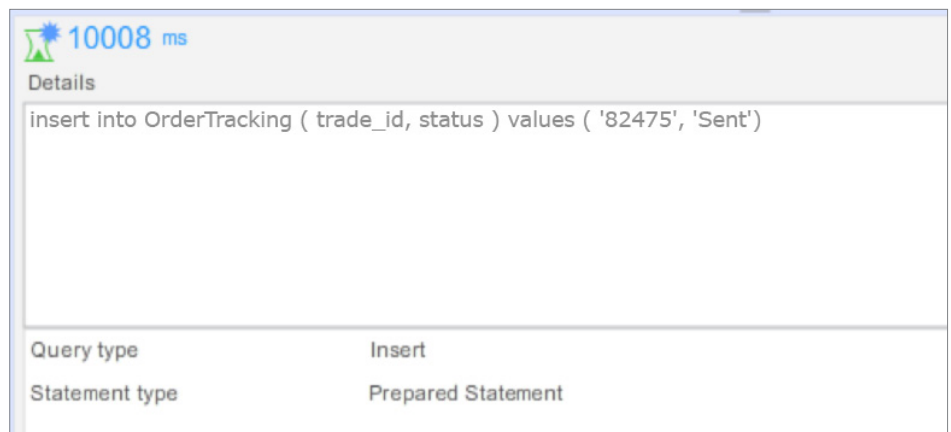 10008 ms
Details
insert into OrderTracking ( trade_id, status ) values ( '82475', 'Sent')
Query type Insert
Statement type Prepared Statement